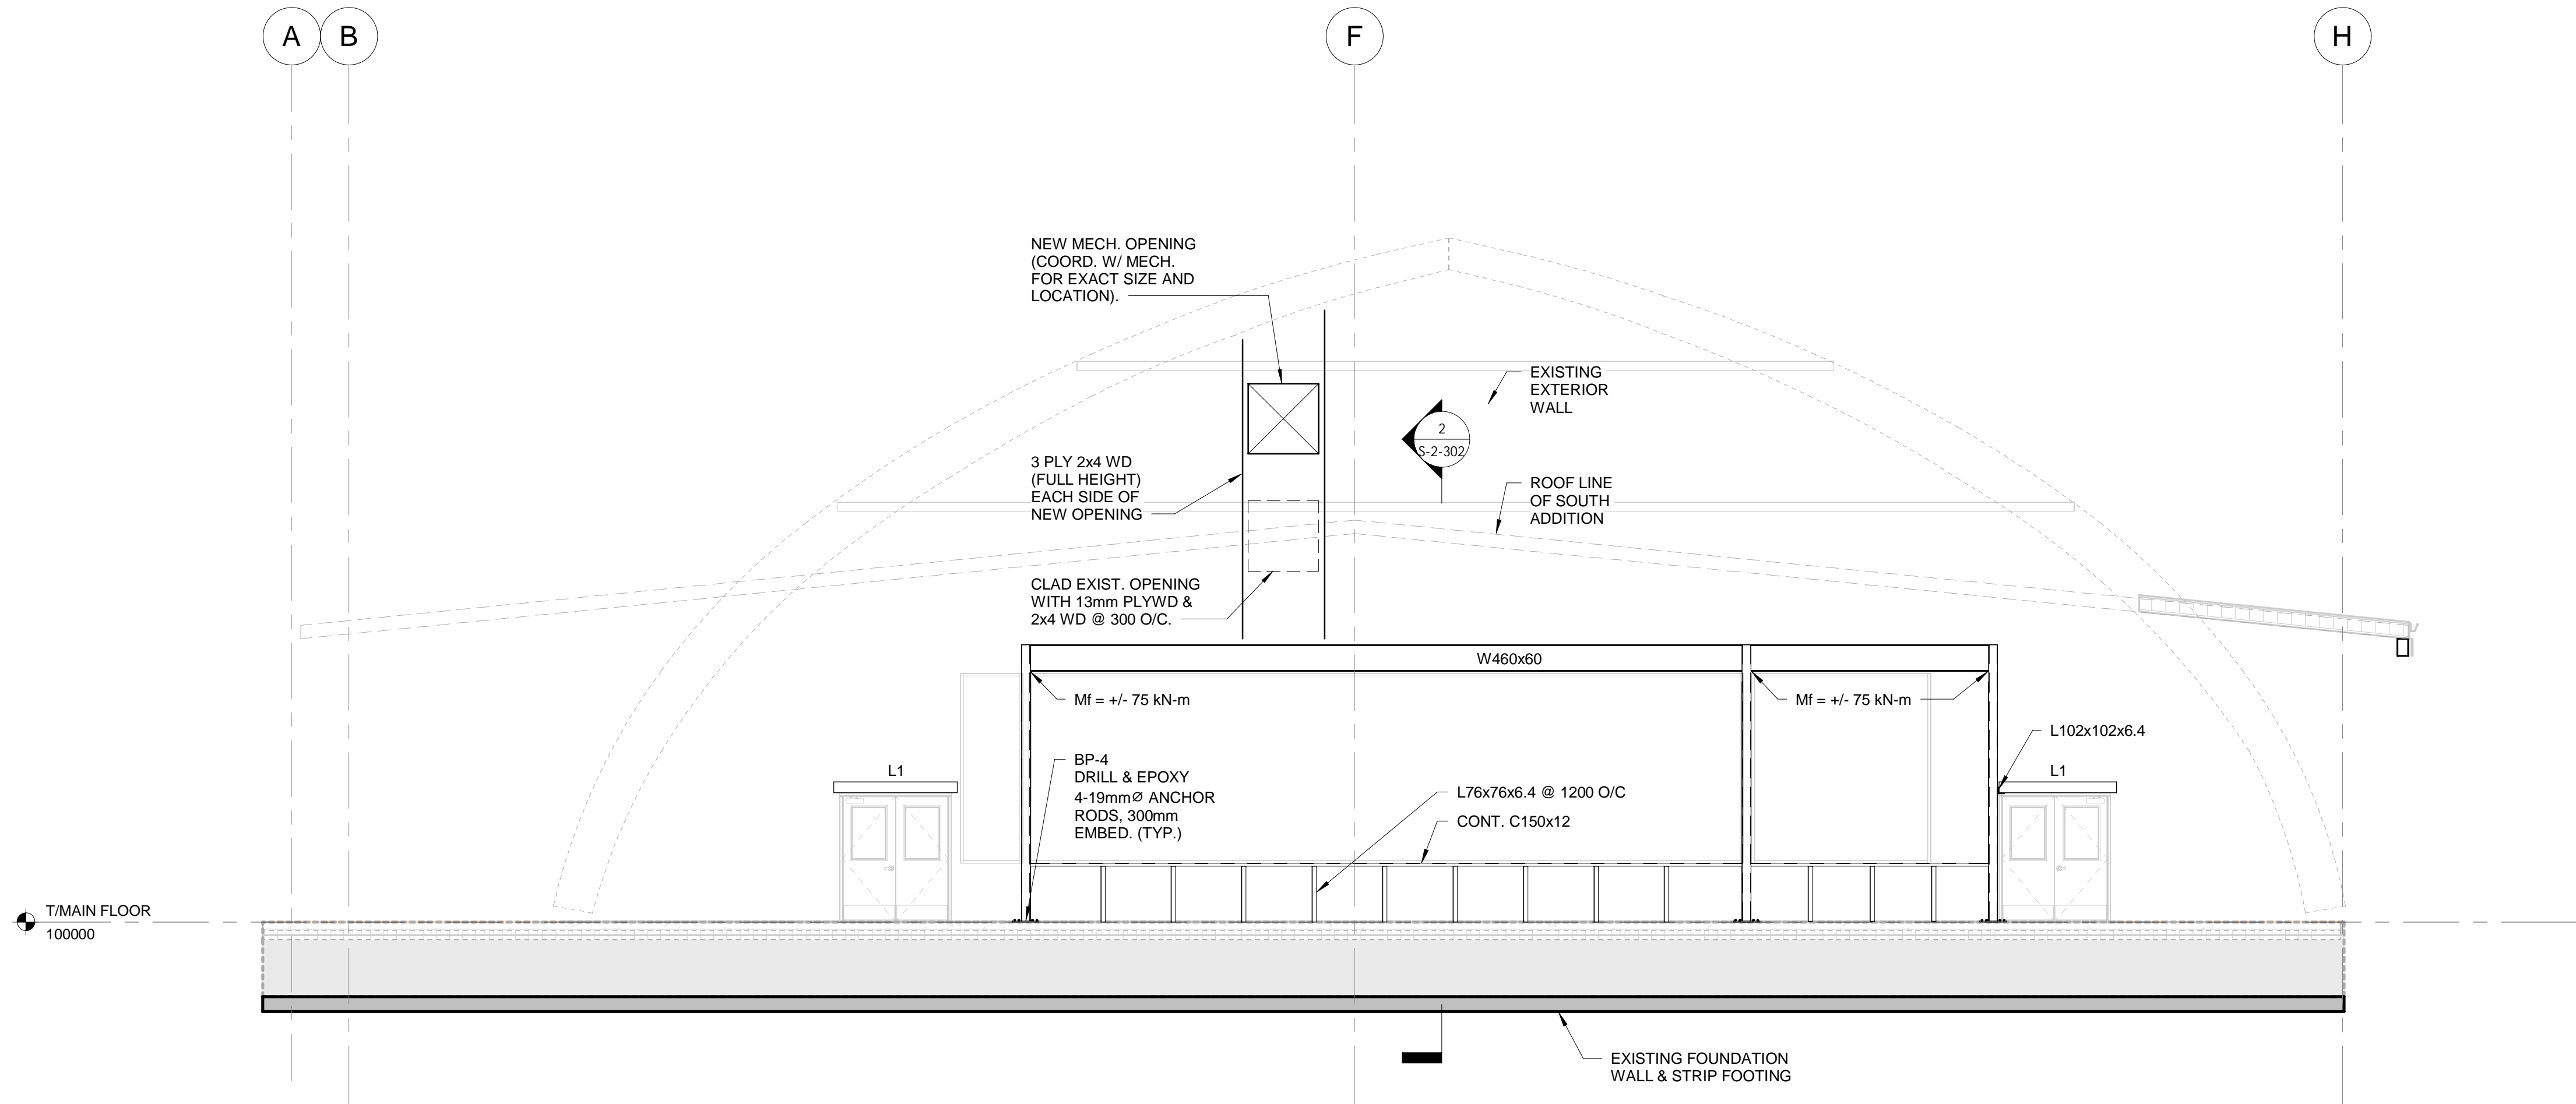 A
B
F
H
NEW MECH. OPENING
(COORD. W/ MECH.
FOR EXACT SIZE AND
LOCATION).
EXISTING
EXTERIOR
WALL
2
S-2-302
3 PLY 2x4 WD
(FULL HEIGHT)
EACH SIDE OF
NEW OPENING
ROOF LINE
OF SOUTH
ADDITION
CLAD EXIST. OPENING
WITH 13mm PLYWD &
2x4 WD @ 300 O/C.
W460x60
Mf = +/- 75 kN-m
Mf = +/- 75 kN-m
L102x102x6.4
BP-4
DRILL & EPOXY
4-19mmØ ANCHOR
RODS, 300mm
EMBED. (TYP.)
L1
L1
L76x76x6.4 @ 1200 O/C
CONT. C150x12
T/MAIN FLOOR
100000
EXISTING FOUNDATION
WALL & STRIP FOOTING